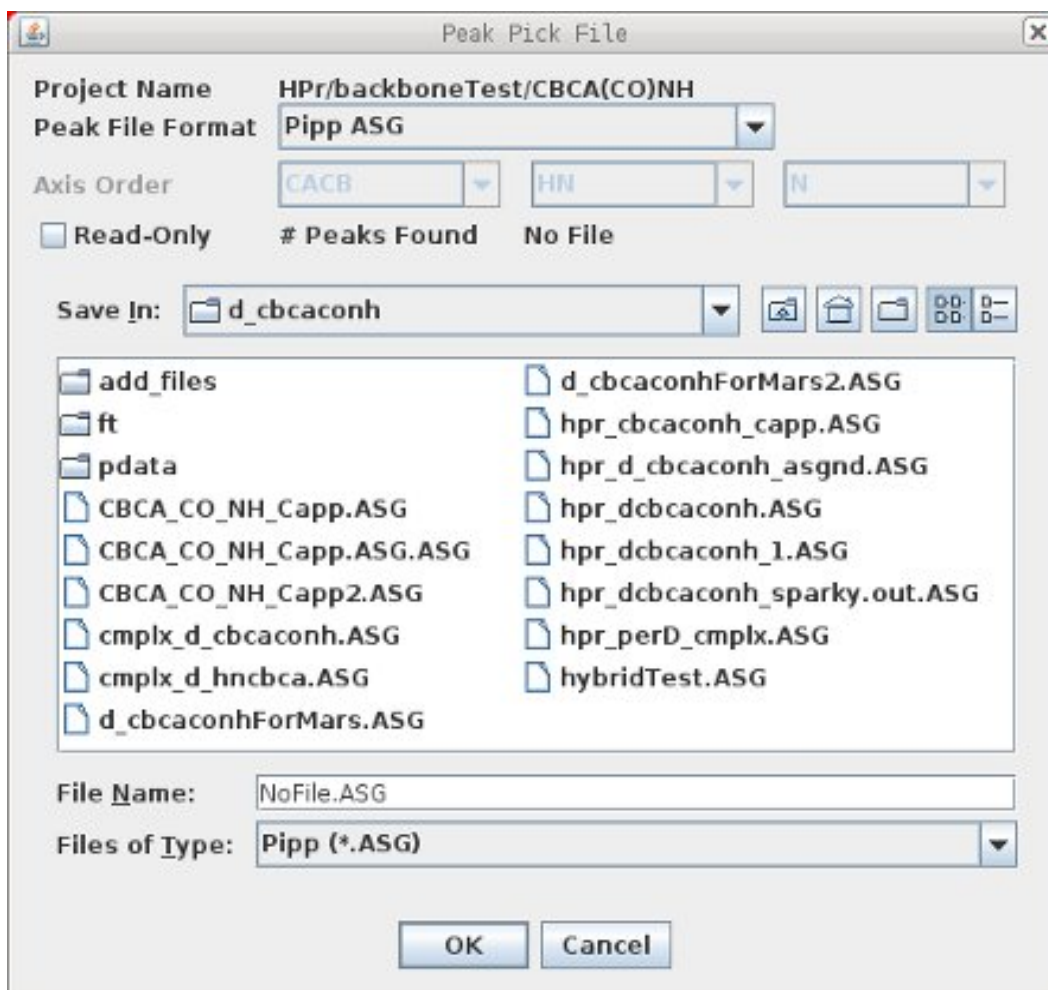 Peak Pick File
Project Name HPr/backboneTest/CBCA(CO)NH
Peak File Format Pipp ASG
Axis Order CACB HN N
Read-Only # Peaks Found No File
Save In: d_cbcaconh
add_files
ft
pdata
CBCA_CO_NH_Capp.ASG
CBCA_CO_NH_Capp.ASG.ASG
CBCA_CO_NH_Capp2.ASG
cmplx_d_cbcaconh.ASG
cmplx_d_hncbca.ASG
d_cbcaconhForMars.ASG
d_cbcaconhForMars2.ASG
hpr_cbcaconh_capp.ASG
hpr_d_cbcaconh_asgnd.ASG
hpr_dcbcaconh.ASG
hpr_dcbcaconh_1.ASG
hpr_dcbcaconh_sparky.out.ASG
hpr_perD_cmplx.ASG
hybridTest.ASG
File Name: NoFile.ASG
Files of Type: Pipp (*.ASG)
OK Cancel